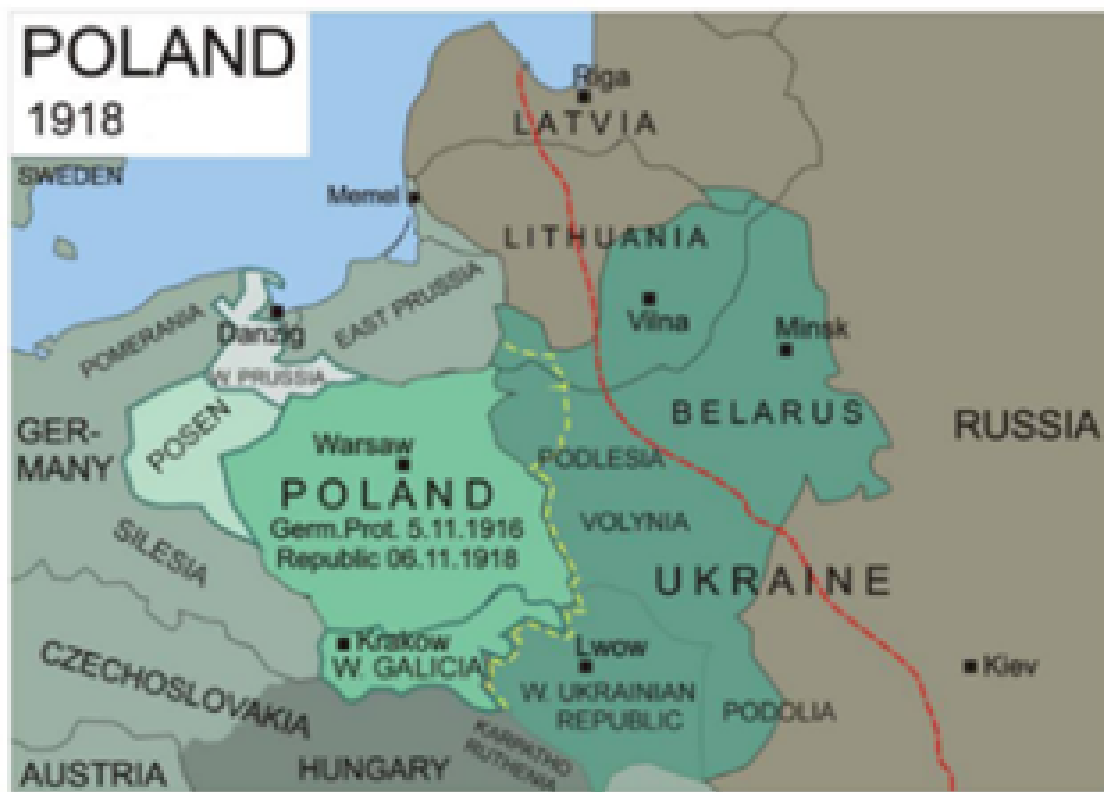 POLAND
1918
SWEDEN
Riga
LATVIA
Memel
LITHUANIA
EAST PRUSSIA
POMERANIA
Danzig
Vilna
Minsk
W. PRUSSIA
GER-
MANY
POSEN
BELARUS
RUSSIA
Warsaw
POLAND
Germ.Prot. 5.11.1916
Republic 06.11.1918
PODLESIA
VOLYNIA
SILESIA
UKRAINE
Kraków
W. GALICIA
Lwow
Kiev
CZECHOSLOVAKIA
W. UKRAINIAN
REPUBLIC
PODOLIA
KARPATHO
RUTHENIA
AUSTRIA
HUNGARY